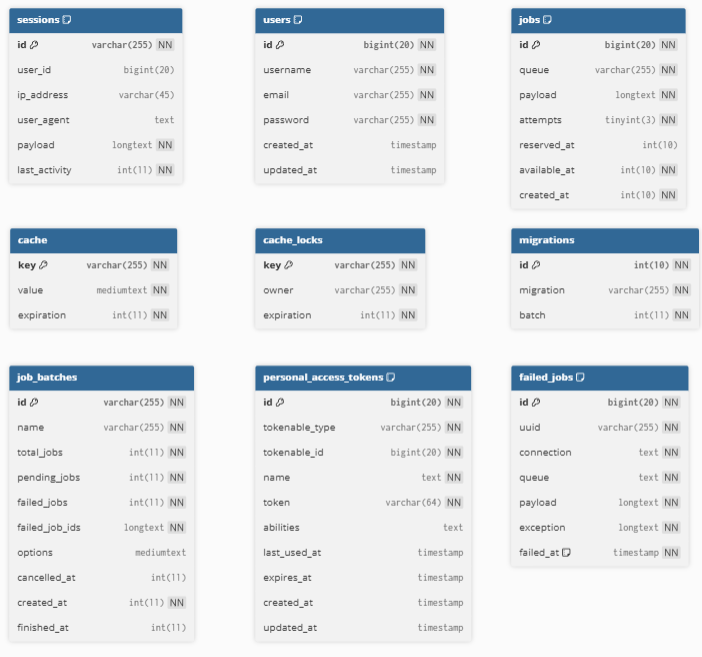 sessions
id varchar(255) NN
user_id bigint(20)
ip_address varchar(45)
user_agent text
payload longtext NN
last_activity int(11) NN
users
id bigint(20) NN
username varchar(255) NN
email varchar(255) NN
password varchar(255) NN
created_at timestamp
updated_at timestamp
jobs
id bigint(20) NN
queue varchar(255) NN
payload longtext NN
attempts tinyint(3) NN
reserved_at int(10)
available_at int(10) NN
created_at int(10) NN
cache
key varchar(255) NN
value mediumtext NN
expiration int(11) NN
cache_locks
key varchar(255) NN
owner varchar(255) NN
expiration int(11) NN
migrations
id int(10) NN
migration varchar(255) NN
batch int(11) NN
job_batches
id varchar(255) NN
name varchar(255) NN
total_jobs int(11) NN
pending_jobs int(11) NN
failed_jobs int(11) NN
failed_job_ids longtext NN
options mediumtext
cancelled_at int(11)
created_at int(11) NN
finished_at int(11)
personal_access_tokens
id bigint(20) NN
tokenable_type varchar(255) NN
tokenable_id bigint(20) NN
name text NN
token varchar(64) NN
abilities text
last_used_at timestamp
expires_at timestamp
created_at timestamp
updated_at timestamp
failed_jobs
id bigint(20) NN
uuid varchar(255) NN
connection text NN
queue text NN
payload longtext NN
exception longtext NN
failed_at timestamp NN